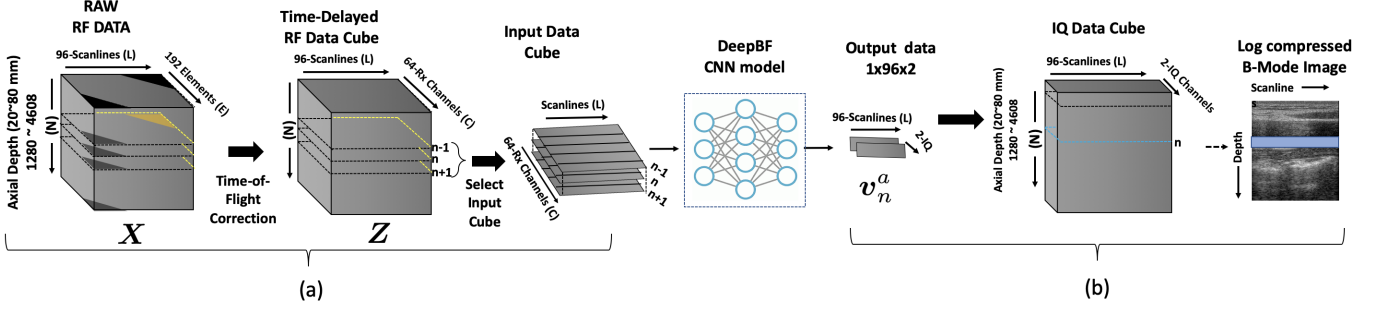 RAW
RF DATA
96-Scanlines (L)
192 Elements (E)
Axial Depth (20~80 mm)
1280 ~ 4608
(N)
X
Time-of-
Flight
Correction
Time-Delayed
RF Data Cube
96-Scanlines (L)
64-Rx Channels (C)
(N)
n-1
n
n+1
Z
Select
Input
Cube
Input Data
Cube
Scanlines (L)
64-Rx Channels (C)
n-1
n
n+1
(a)
DeepBF
CNN model
Output data
1x96x2
96-Scanlines (L)
2-IQ
v_n^a
IQ Data Cube
96-Scanlines (L)
2-IQ Channels
Axial Depth (20~80 mm)
1280 ~ 4608
(N)
n
Log compressed
B-Mode Image
Scanline
Depth
S
(b)